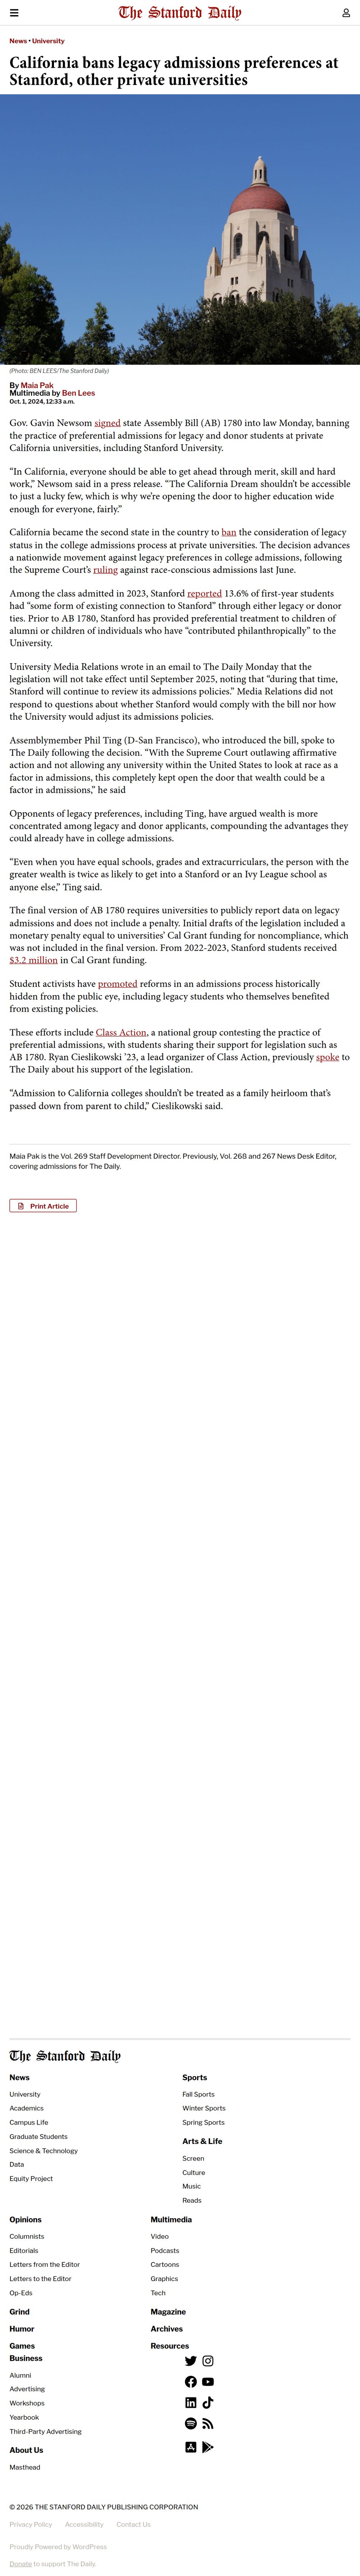 The Stanford Daily
News • University
California bans legacy admissions preferences at
Stanford, other private universities
(Photo: BEN LEES/The Stanford Daily)
By Maia Pak
Multimedia by Ben Lees
Oct. 1, 2024, 12:33 a.m.
Gov. Gavin Newsom signed state Assembly Bill (AB) 1780 into law Monday, banning
the practice of preferential admissions for legacy and donor students at private
California universities, including Stanford University.
“In California, everyone should be able to get ahead through merit, skill and hard
work,” Newsom said in a press release. “The California Dream shouldn’t be accessible
to just a lucky few, which is why we’re opening the door to higher education wide
enough for everyone, fairly.”
California became the second state in the country to ban the consideration of legacy
status in the college admissions process at private universities. The decision advances
a nationwide movement against legacy preferences in college admissions, following
the Supreme Court’s ruling against race-conscious admissions last June.
Among the class admitted in 2023, Stanford reported 13.6% of first-year students
had “some form of existing connection to Stanford” through either legacy or donor
ties. Prior to AB 1780, Stanford has provided preferential treatment to children of
alumni or children of individuals who have “contributed philanthropically” to the
University.
University Media Relations wrote in an email to The Daily Monday that the
legislation will not take effect until September 2025, noting that “during that time,
Stanford will continue to review its admissions policies.” Media Relations did not
respond to questions about whether Stanford would comply with the bill nor how
the University would adjust its admissions policies.
Assemblymember Phil Ting (D-San Francisco), who introduced the bill, spoke to
The Daily following the decision. “With the Supreme Court outlawing affirmative
action and not allowing any university within the United States to look at race as a
factor in admissions, this completely kept open the door that wealth could be a
factor in admissions,” he said
Opponents of legacy preferences, including Ting, have argued wealth is more
concentrated among legacy and donor applicants, compounding the advantages they
could already have in college admissions.
“Even when you have equal schools, grades and extracurriculars, the person with the
greater wealth is twice as likely to get into a Stanford or an Ivy League school as
anyone else,” Ting said.
The final version of AB 1780 requires universities to publicly report data on legacy
admissions and does not include a penalty. Initial drafts of the legislation included a
monetary penalty equal to universities’ Cal Grant funding for noncompliance, which
was not included in the final version. From 2022-2023, Stanford students received
$3.2 million in Cal Grant funding.
Student activists have promoted reforms in an admissions process historically
hidden from the public eye, including legacy students who themselves benefited
from existing policies.
These efforts include Class Action, a national group contesting the practice of
preferential admissions, with students sharing their support for legislation such as
AB 1780. Ryan Cieslikowski ’23, a lead organizer of Class Action, previously spoke to
The Daily about his support of the legislation.
“Admission to California colleges shouldn’t be treated as a family heirloom that’s
passed down from parent to child,” Cieslikowski said.
Maia Pak is the Vol. 269 Staff Development Director. Previously, Vol. 268 and 267 News Desk Editor,
covering admissions for The Daily.
Print Article
The Stanford Daily
News
University
Academics
Campus Life
Graduate Students
Science & Technology
Data
Equity Project
Sports
Fall Sports
Winter Sports
Spring Sports
Arts & Life
Screen
Culture
Music
Reads
Opinions
Columnists
Editorials
Letters from the Editor
Letters to the Editor
Op-Eds
Multimedia
Video
Podcasts
Cartoons
Graphics
Tech
Grind
Magazine
Humor
Archives
Games
Resources
Business
Alumni
Advertising
Workshops
Yearbook
Third-Party Advertising
About Us
Masthead
© 2026 THE STANFORD DAILY PUBLISHING CORPORATION
Privacy Policy Accessibility Contact Us
Proudly Powered by WordPress
Donate to support The Daily.